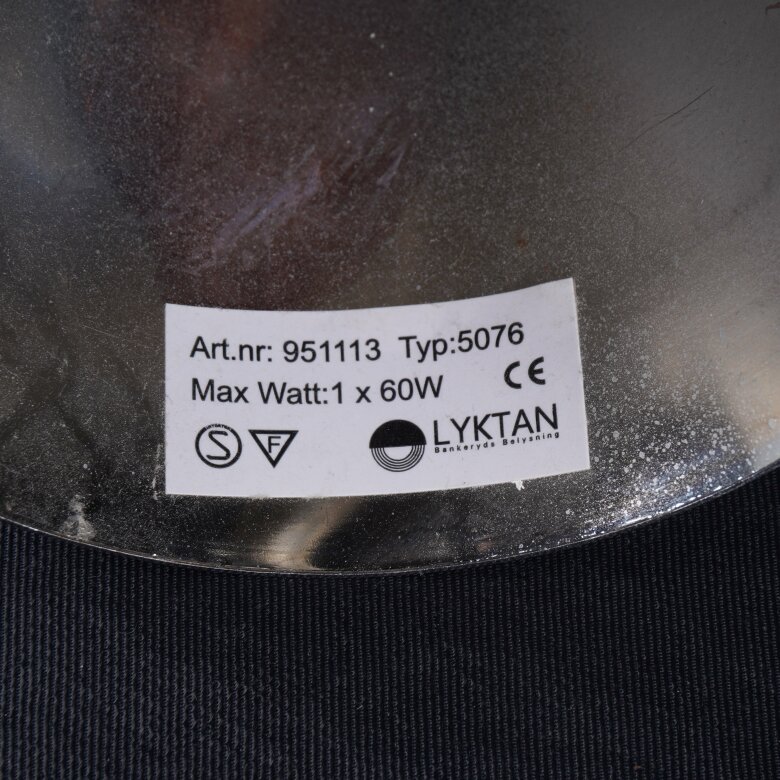 Art.nr: 951113 Typ:5076
Max Watt:1 x 60W
CE
S F
LYKTAN
Bankeryds Belysning